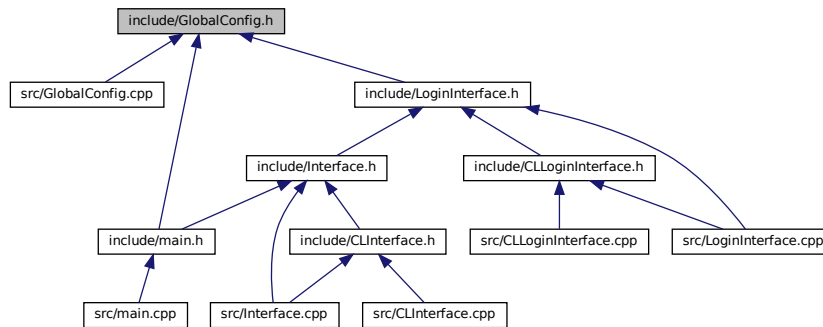 include/GlobalConfig.h
src/GlobalConfig.cpp
include/LoginInterface.h
include/Interface.h
include/CLLoginInterface.h
include/main.h
include/CLInterface.h
src/CLLoginInterface.cpp
src/LoginInterface.cpp
src/main.cpp
src/Interface.cpp
src/CLInterface.cpp